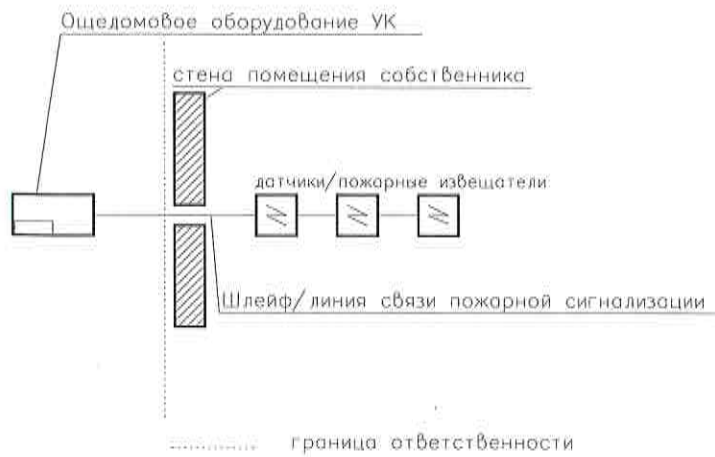 Ощедомовое оборудование УК
стена помещения собственника
датчики/пожарные извещатели
Шлейф/линия связи пожарной сигнализации
граница ответственности